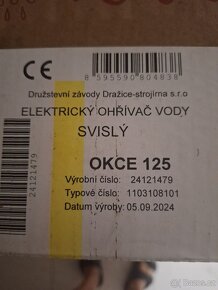 CE
8 595590 804838
Družstevní závody Dražice-strojírna s.r.o
ELEKTRICKÝ OHŘÍVAČ VODY
SVISLÝ
OKCE 125
Výrobní číslo: 24121479
Typové číslo: 1103108101
Datum výroby: 05.09.2024
24121479